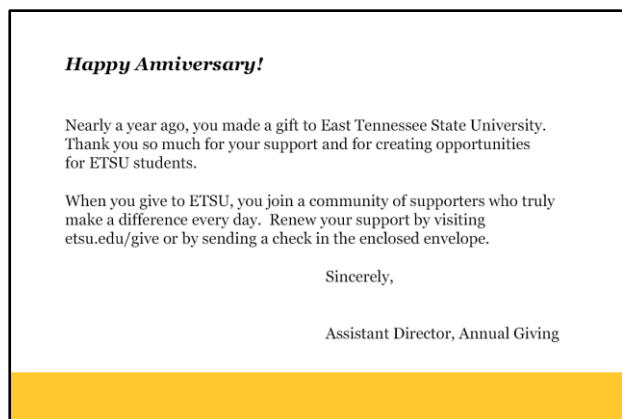 Happy Anniversary!
Nearly a year ago, you made a gift to East Tennessee State University.
Thank you so much for your support and for creating opportunities
for ETSU students.
When you give to ETSU, you join a community of supporters who truly
make a difference every day.  Renew your support by visiting
etsu.edu/give or by sending a check in the enclosed envelope.
Sincerely,
Assistant Director, Annual Giving